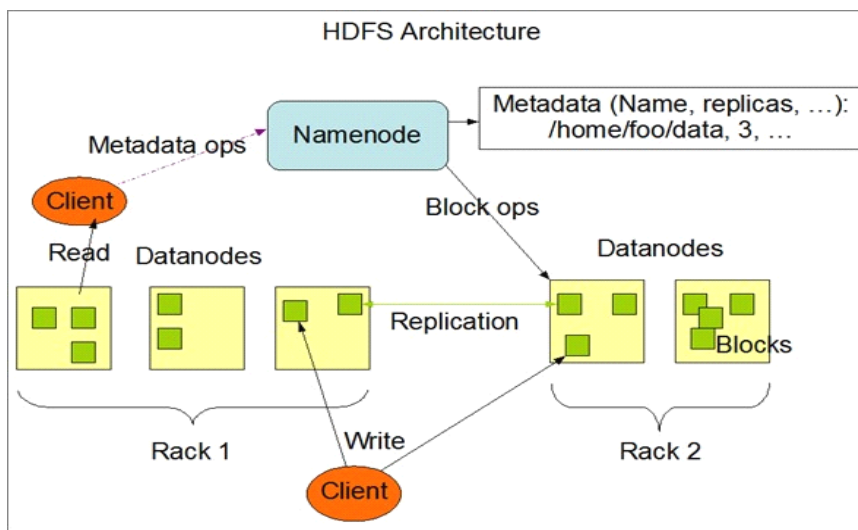 HDFS Architecture
Metadata (Name, replicas, …):
/home/foo/data, 3, …
Namenode
Metadata ops
Client
Block ops
Read
Datanodes
Datanodes
Replication
Blocks
Rack 1
Write
Rack 2
Client